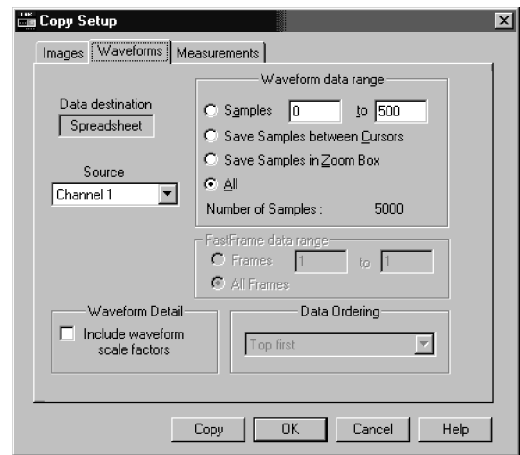 Copy Setup
Images
Waveforms
Measurements
Data destination
Spreadsheet
Source
Channel 1
Waveform data range
Samples 0 to 500
Save Samples between Cursors
Save Samples in Zoom Box
All
Number of Samples : 5000
FastFrame data range
Frames 1 to 1
All Frames
Waveform Detail
Include waveform
scale factors
Data Ordering
Top first
Copy
OK
Cancel
Help